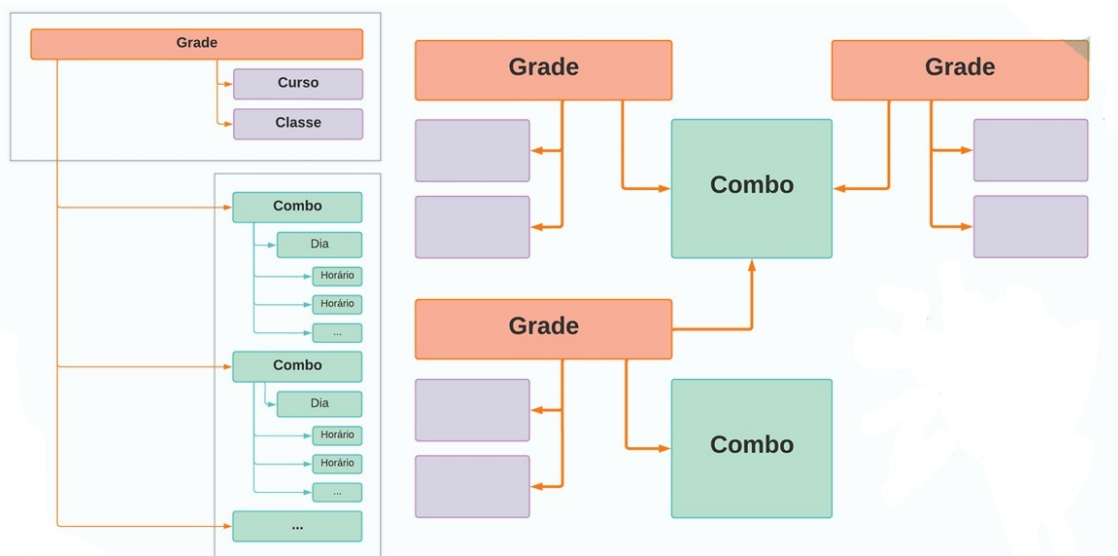 Grade
Curso
Classe
Combo
Dia
Horário
Horário
...
Combo
Dia
Horário
Horário
...
...
Grade
Grade
Combo
Grade
Combo